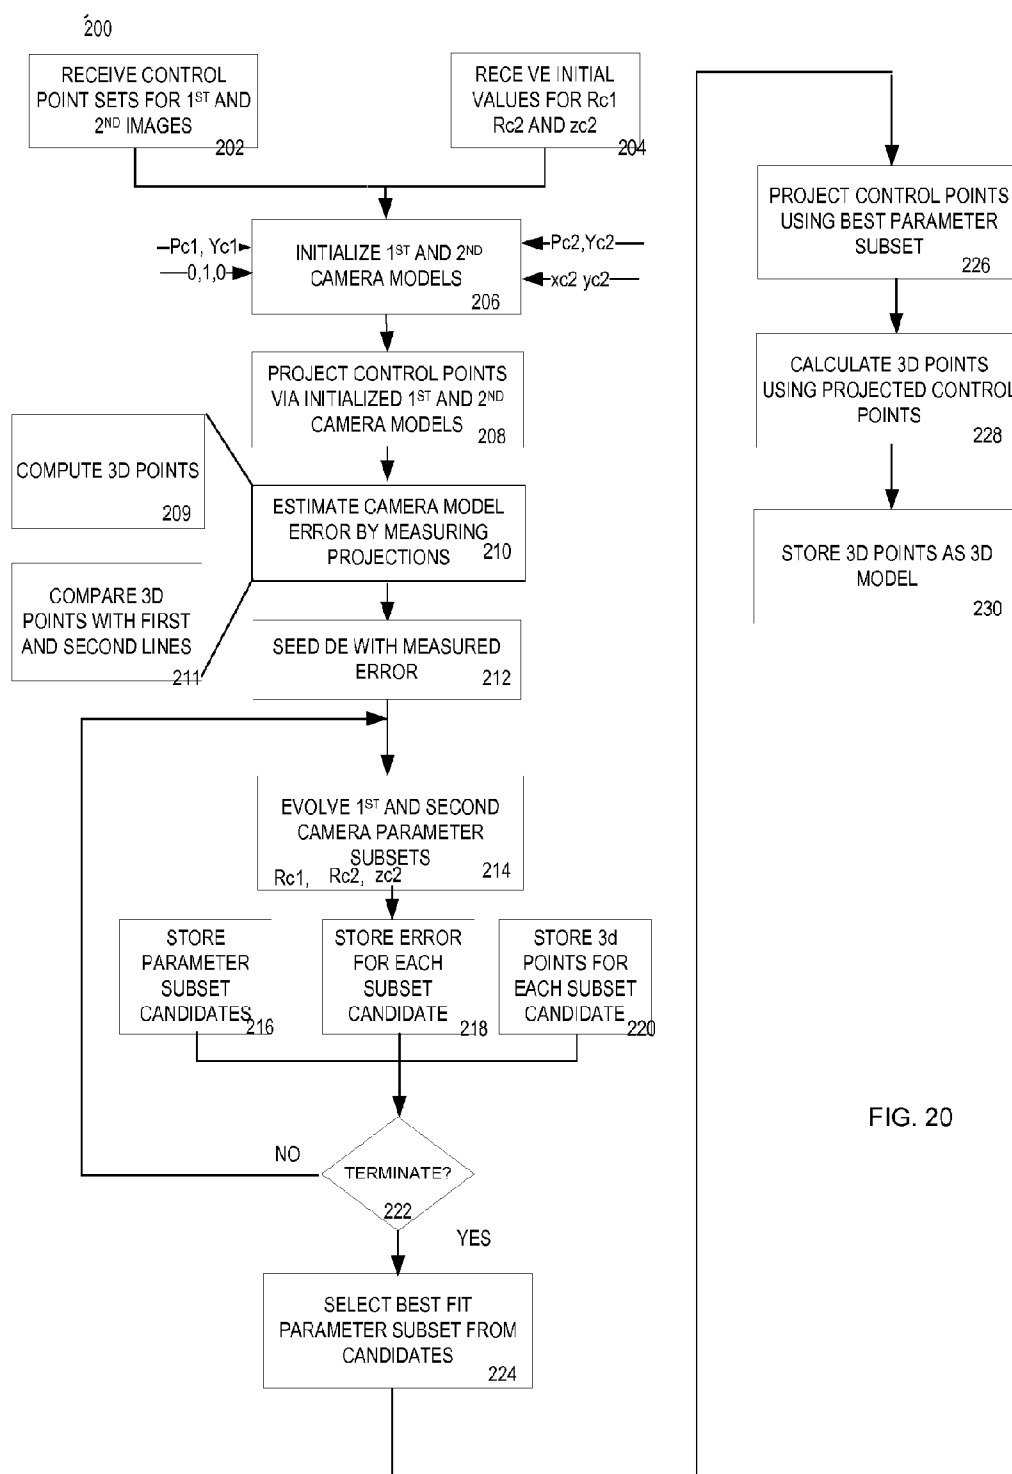 200
RECEIVE CONTROL
POINT SETS FOR 1ST AND
2ND IMAGES
202
RECE VE INITIAL
VALUES FOR Rc1
Rc2 AND zc2
204
Pc1, Yc1
0,1,0
INITIALIZE 1ST AND 2ND
CAMERA MODELS
206
Pc2,Yc2
xc2 yc2
PROJECT CONTROL POINTS
VIA INITIALIZED 1ST AND 2ND
CAMERA MODELS
208
COMPUTE 3D POINTS
209
ESTIMATE CAMERA MODEL
ERROR BY MEASURING
PROJECTIONS
210
COMPARE 3D
POINTS WITH FIRST
AND SECOND LINES
211
SEED DE WITH MEASURED
ERROR
212
EVOLVE 1ST AND SECOND
CAMERA PARAMETER
SUBSETS
Rc1, Rc2, zc2
214
STORE
PARAMETER
SUBSET
CANDIDATES
216
STORE ERROR
FOR EACH
SUBSET
CANDIDATE
218
STORE 3d
POINTS FOR
EACH SUBSET
CANDIDATE
220
NO
TERMINATE?
222
YES
SELECT BEST FIT
PARAMETER SUBSET FROM
CANDIDATES
224
PROJECT CONTROL POINTS
USING BEST PARAMETER
SUBSET
226
CALCULATE 3D POINTS
USING PROJECTED CONTROL
POINTS
228
STORE 3D POINTS AS 3D
MODEL
230
FIG. 20